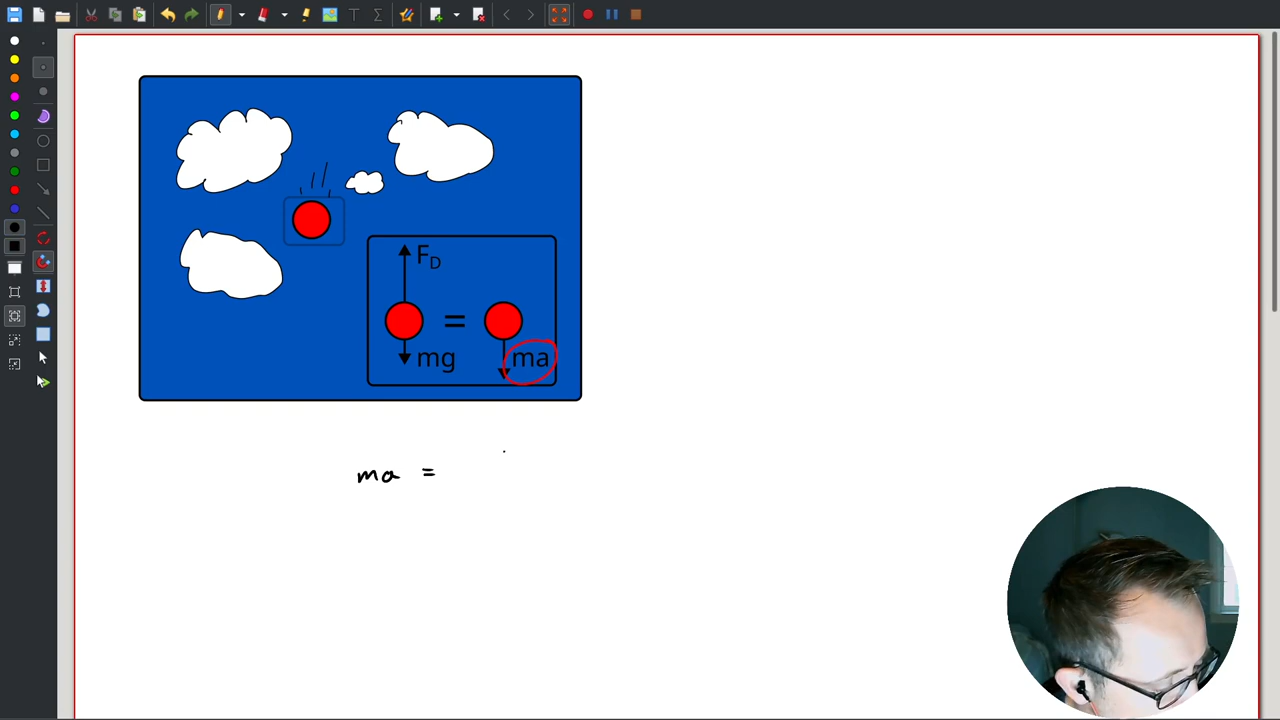 F_D
=
mg ma
ma =